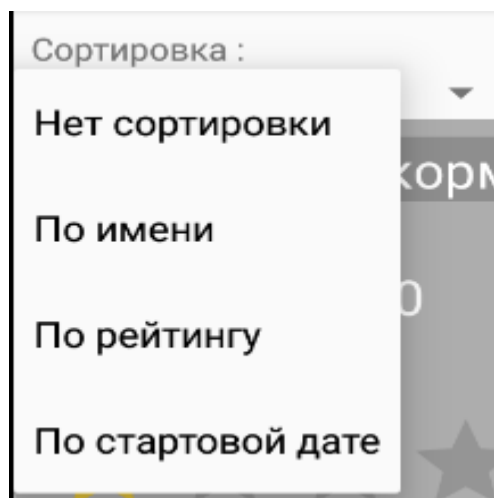 Сортировка :
Нет сортировки
По имени
По рейтингу
По стартовой дате